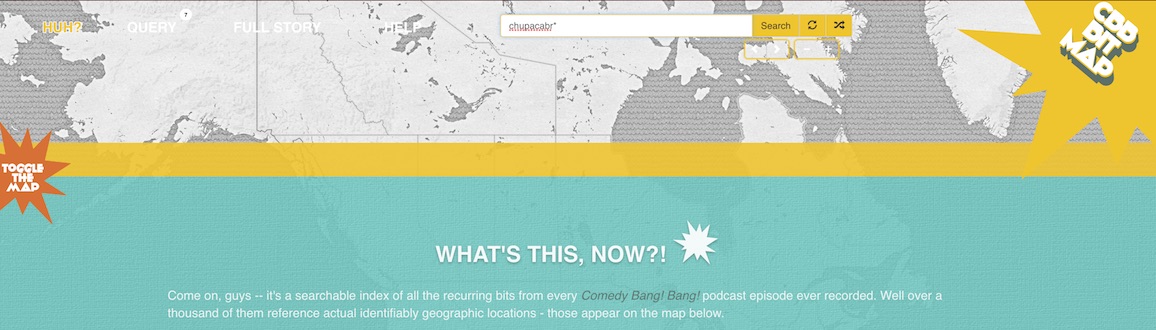 HUH?
QUERY
7
FULL STORY
HELP
chupacabr*
Search
CBB
BIT
MAP
TOGGLE
THE
MAP
WHAT'S THIS, NOW?!
Come on, guys -- it's a searchable index of all the recurring bits from every Comedy Bang! Bang! podcast episode ever recorded. Well over a
thousand of them reference actual identifiably geographic locations - those appear on the map below.